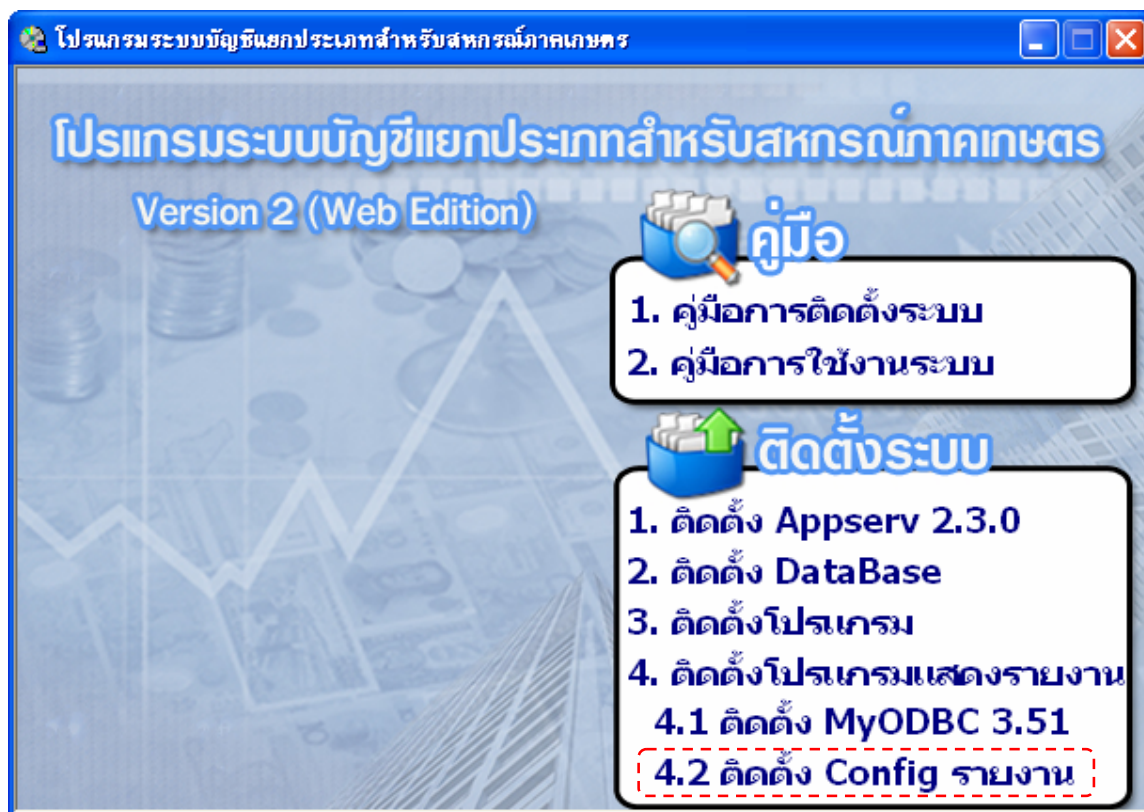 โปรแกรมระบบบัญชีแยกประเภทสำหรับสหกรณ์ภาคเกษตร
โปรแกรมระบบบัญชีแยกประเภทสำหรับสหกรณ์ภาคเกษตร
Version 2 (Web Edition)
คู่มือ
1. คู่มือการติดตั้งระบบ
2. คู่มือการใช้งานระบบ
ติดตั้งระบบ
1. ติดตั้ง Appserv 2.3.0
2. ติดตั้ง DataBase
3. ติดตั้งโปรแกรม
4. ติดตั้งโปรแกรมแสดงรายงาน
4.1 ติดตั้ง MyODBC 3.51
4.2 ติดตั้ง Config รายงาน